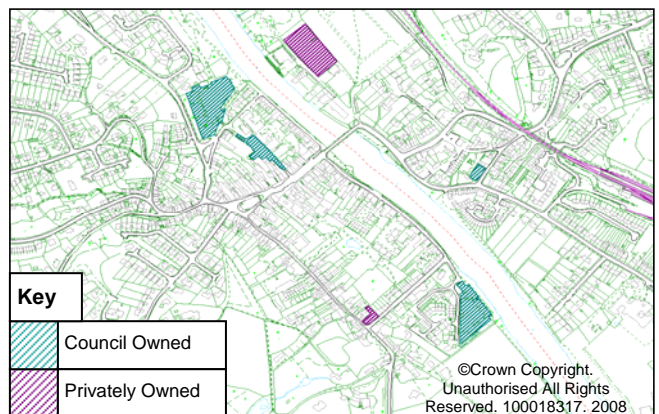 Key
Council Owned
Privately Owned
©Crown Copyright.
Unauthorised All Rights
Reserved. 100018317. 2008